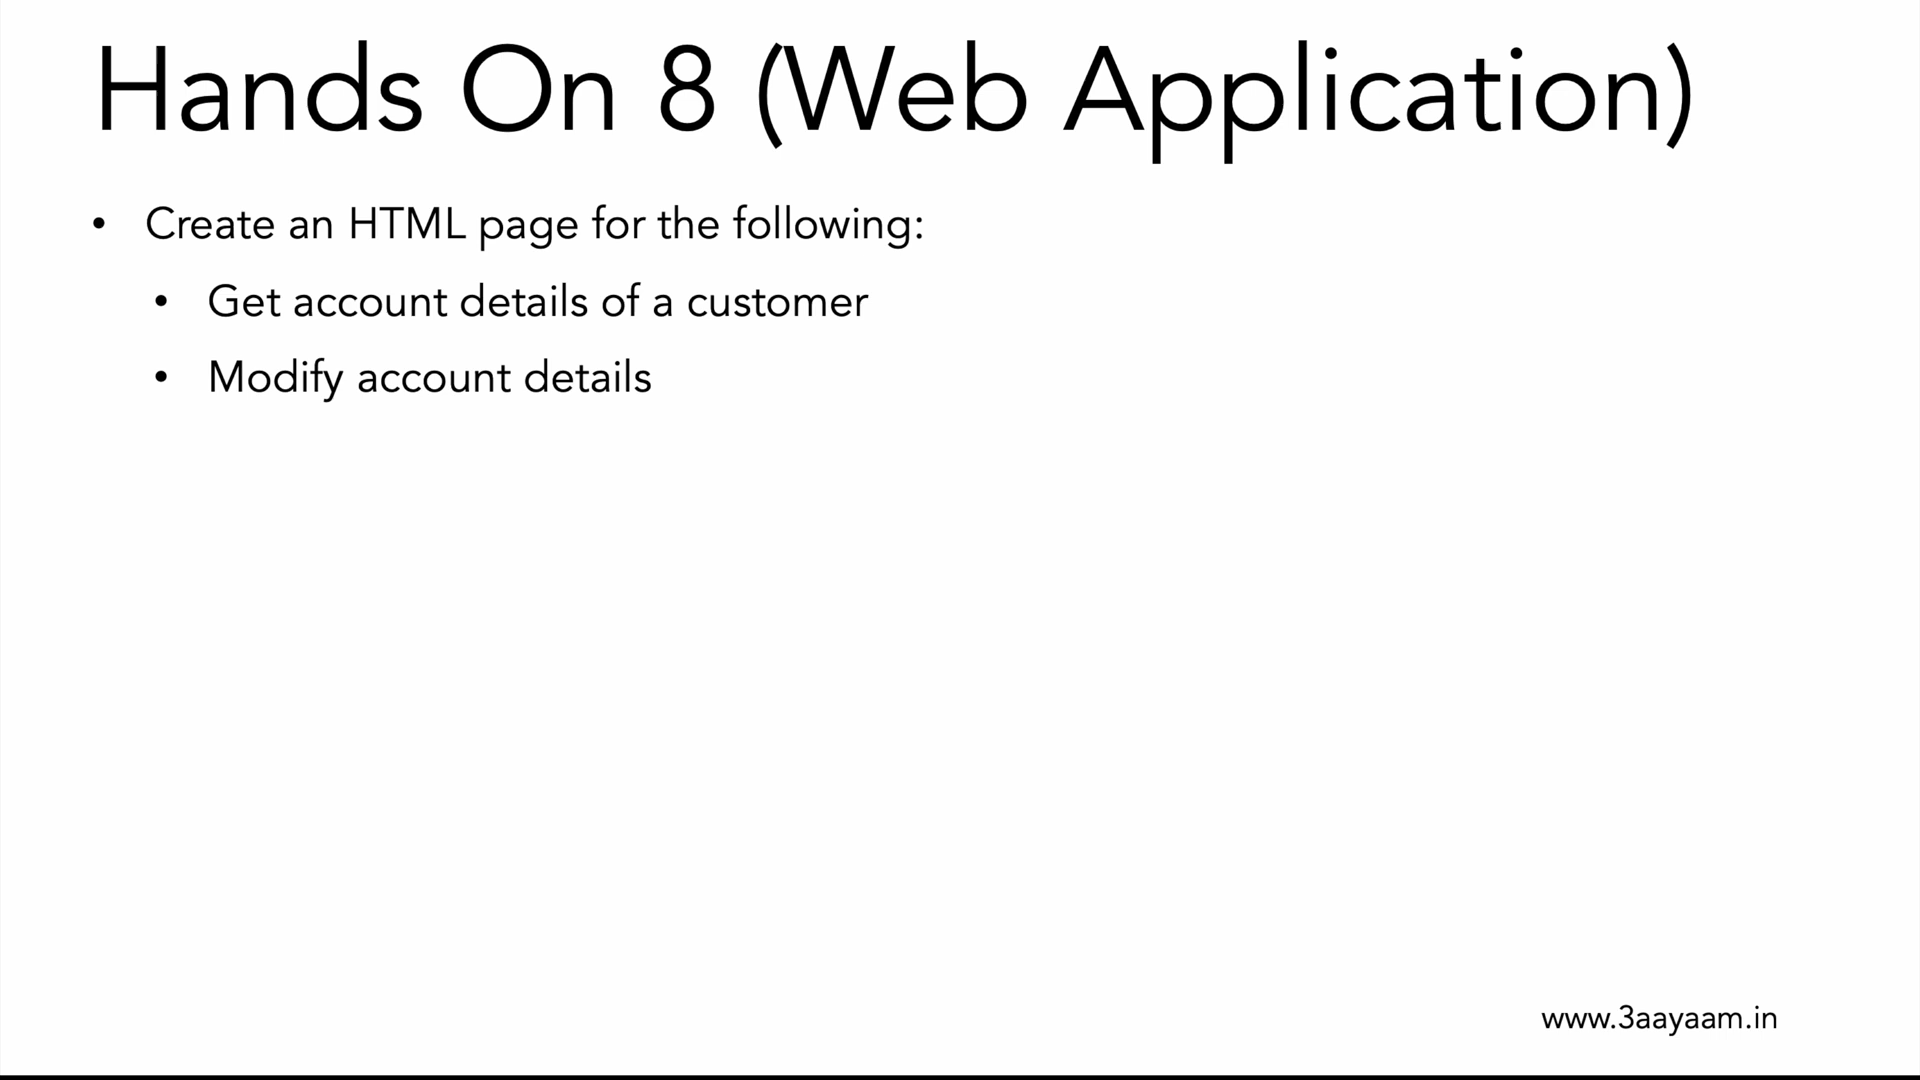 Hands On 8 (Web Application)
• Create an HTML page for the following:
• Get account details of a customer
• Modify account details
www.3aayaam.in